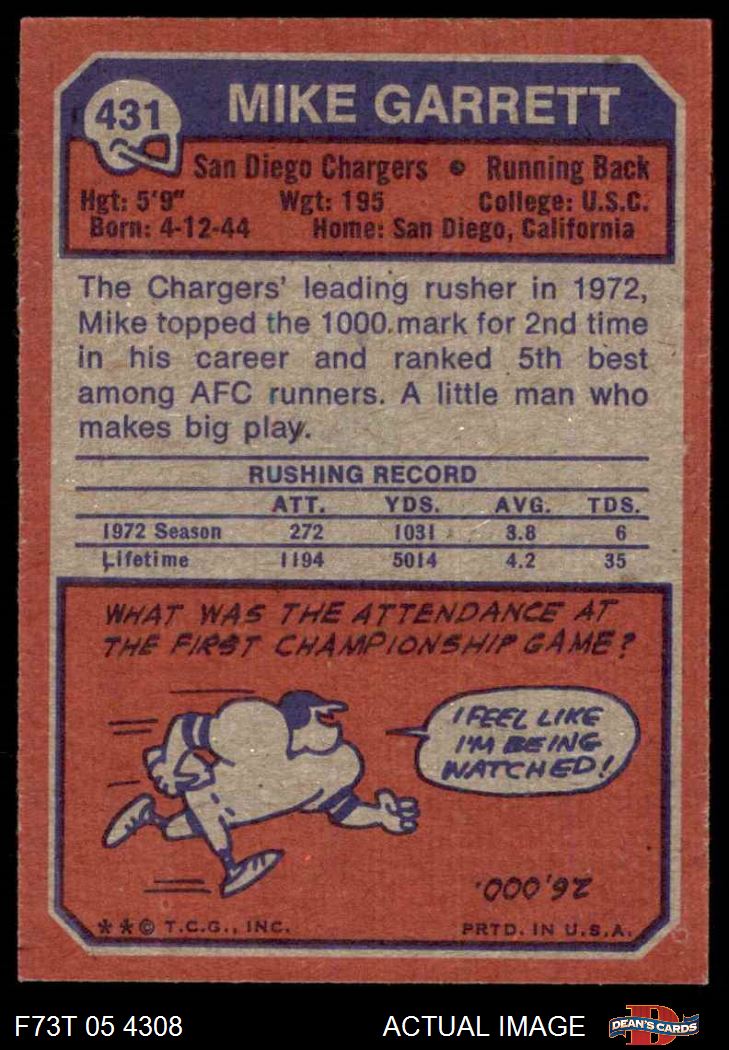 431
MIKE GARRETT
San Diego Chargers • Running Back
Hgt: 5'9" Wgt: 195 College: U.S.C.
Born: 4-12-44 Home: San Diego, California
The Chargers' leading rusher in 1972,
Mike topped the 1000 mark for 2nd time
in his career and ranked 5th best
among AFC runners. A little man who
makes big play.
RUSHING RECORD
ATT. YDS. AVG. TDS.
1972 Season 272 1031 3.8 6
Lifetime 1194 5014 4.2 35
WHAT WAS THE ATTENDANCE AT
THE FIRST CHAMPIONSHIP GAME?
I FEEL LIKE
I'M BEING
WATCHED!
26,000.
**© T.C.G., INC. PRTD. IN U.S.A.
F73T 05 4308 ACTUAL IMAGE DEAN'S CARDS